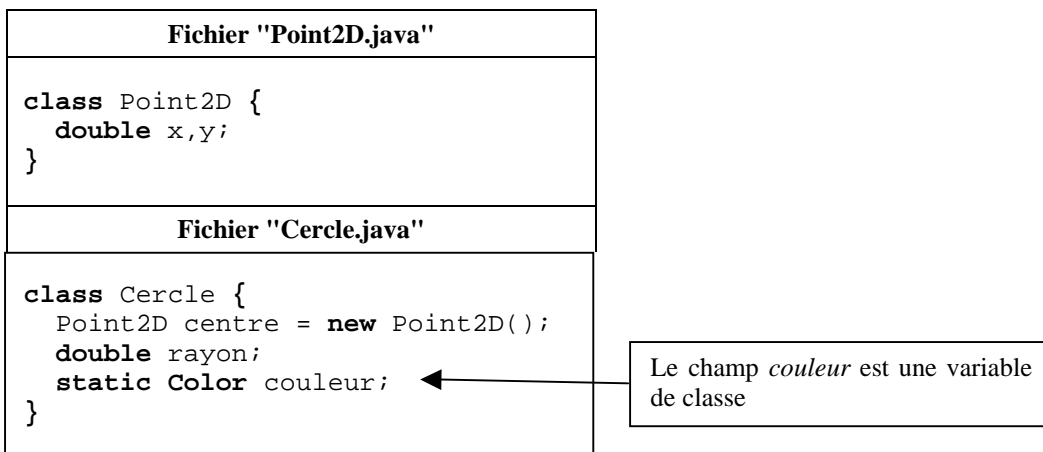 Fichier "Point2D.java"
class Point2D {
double x,y;
}
Fichier "Cercle.java"
class Cercle {
Point2D centre = new Point2D();
double rayon;
static Color couleur;
}
Le champ couleur est une variable
de classe